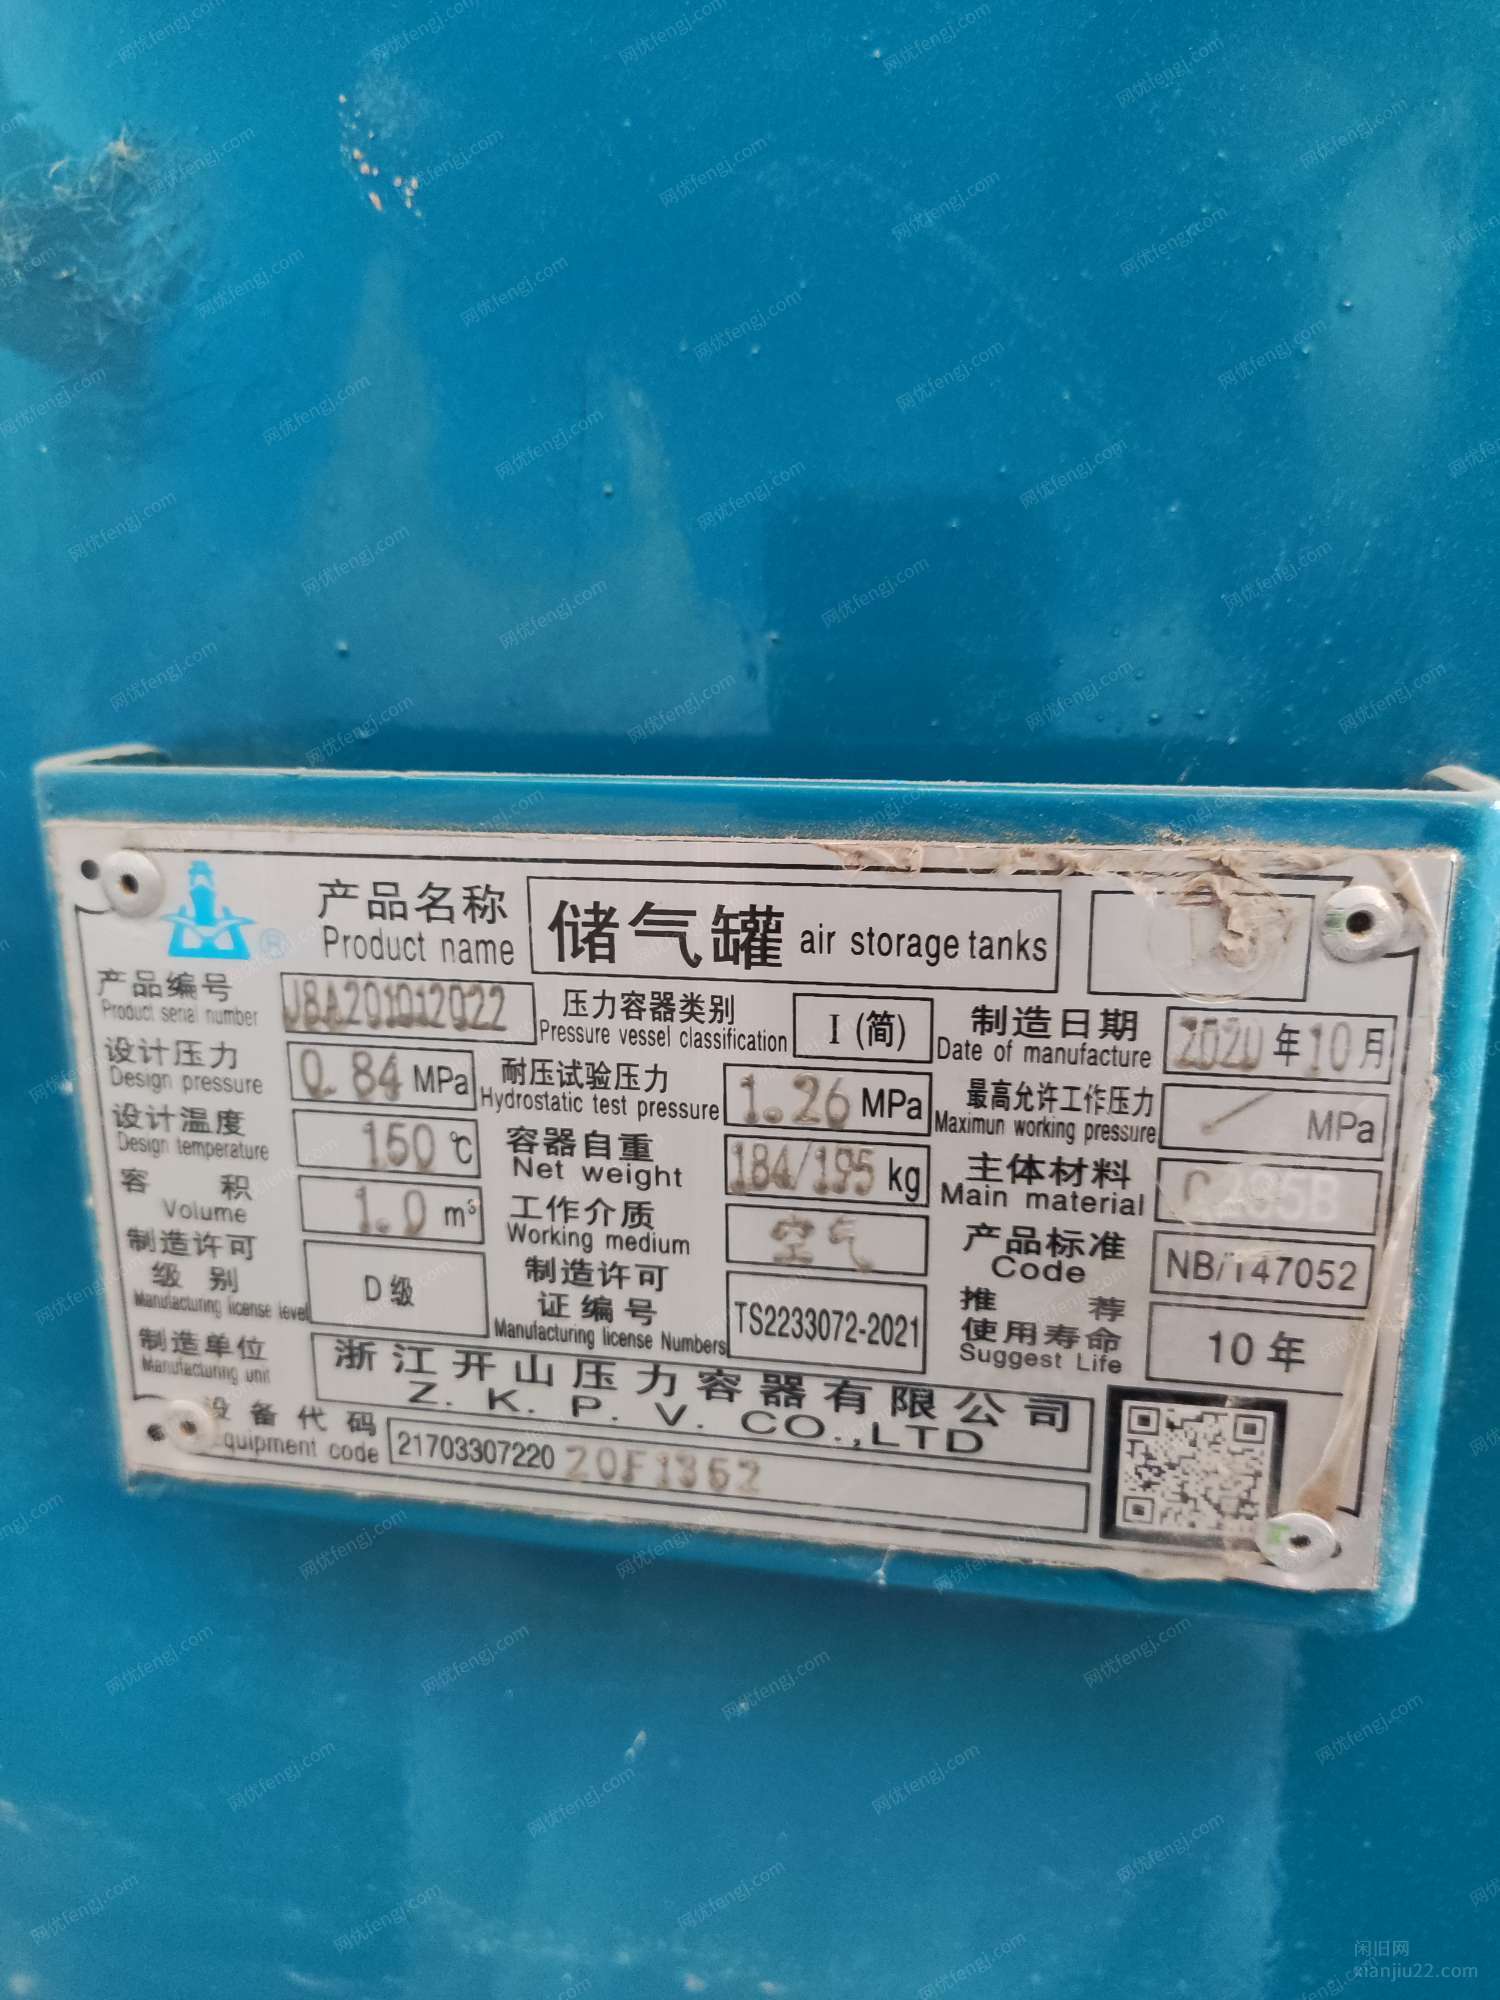 产品名称 储气罐 air storage tanks
Product name
产品编号 压力容器类别 Ⅰ (简) 制造日期 2020 年 10 月
Product serial number J8A201012022 Pressure vessel classification Date of manufacture
设计压力 0.84 MPa 耐压试验压力 1.26 MPa 最高允许工作压力 / MPa
Design pressure Hydrostatic test pressure Maximun working pressure
设计温度 150 ℃ 容器自重 184/195 kg 主体材料
Design temperature Net weight Main material
容 积 1.0 m³ 工作介质 空气 产品标准 NB/T47052
Volume Working medium Code
制造许可 级别 D 级 制造许可 证编号 TS2233072-2021 推 荐 使用寿命 10 年
Manufacturing license level Manufacturing license Numbers Suggest Life
制造单位 浙江开山压力容器有限公司
Manufacturing unit Z. K. P. V. CO.,LTD
设备代码 21703307220 20F1362
Equipment code
闲旧网
xianjiu22.com
网优fengj.com